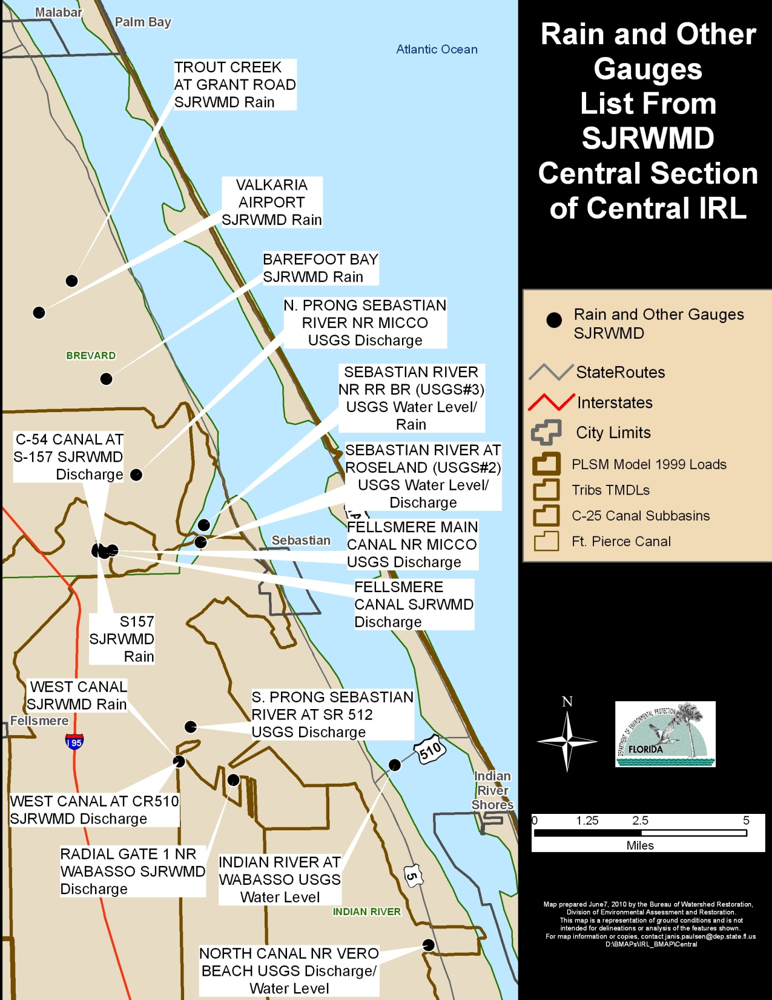 Rain and Other
Gauges
List From
SJRWMD
Central Section
of Central IRL
Malabar
Palm Bay
Atlantic Ocean
TROUT CREEK
AT GRANT ROAD
SJRWMD Rain
VALKARIA
AIRPORT
SJRWMD Rain
BAREFOOT BAY
SJRWMD Rain
N. PRONG SEBASTIAN
RIVER NR MICCO
USGS Discharge
BREVARD
SEBASTIAN RIVER
NR RR BR (USGS#3)
USGS Water Level/
Rain
C-54 CANAL AT
S-157 SJRWMD
Discharge
SEBASTIAN RIVER AT
ROSELAND (USGS#2)
USGS Water Level/
Discharge
FELLSMERE MAIN
CANAL NR MICCO
USGS Discharge
Sebastian
FELLSMERE
CANAL SJRWMD
Discharge
S157
SJRWMD
Rain
WEST CANAL
SJRWMD Rain
S. PRONG SEBASTIAN
RIVER AT SR 512
USGS Discharge
Fellsmere
I 95
510
Indian
River
Shores
WEST CANAL AT CR510
SJRWMD Discharge
RADIAL GATE 1 NR
WABASSO SJRWMD
Discharge
INDIAN RIVER AT
WABASSO USGS
Water Level
5
INDIAN RIVER
NORTH CANAL NR VERO
BEACH USGS Discharge/
Water Level
Rain and Other Gauges
SJRWMD
StateRoutes
Interstates
City Limits
PLSM Model 1999 Loads
Tribs TMDLs
C-25 Canal Subbasins
Ft. Pierce Canal
N
DEPARTMENT OF ENVIRONMENTAL PROTECTION
FLORIDA
0 1.25 2.5 5
Miles
Map prepared June7, 2010 by the Bureau of Watershed Restoration,
Division of Environmental Assessment and Restoration.
This map is a representation of ground conditions and is not
intended for delineations or analysis of the features shown.
For map information or copies, contact janis.paulsen@dep.state.fl.us
D:\BMAPs\IRL_BMAP\Central